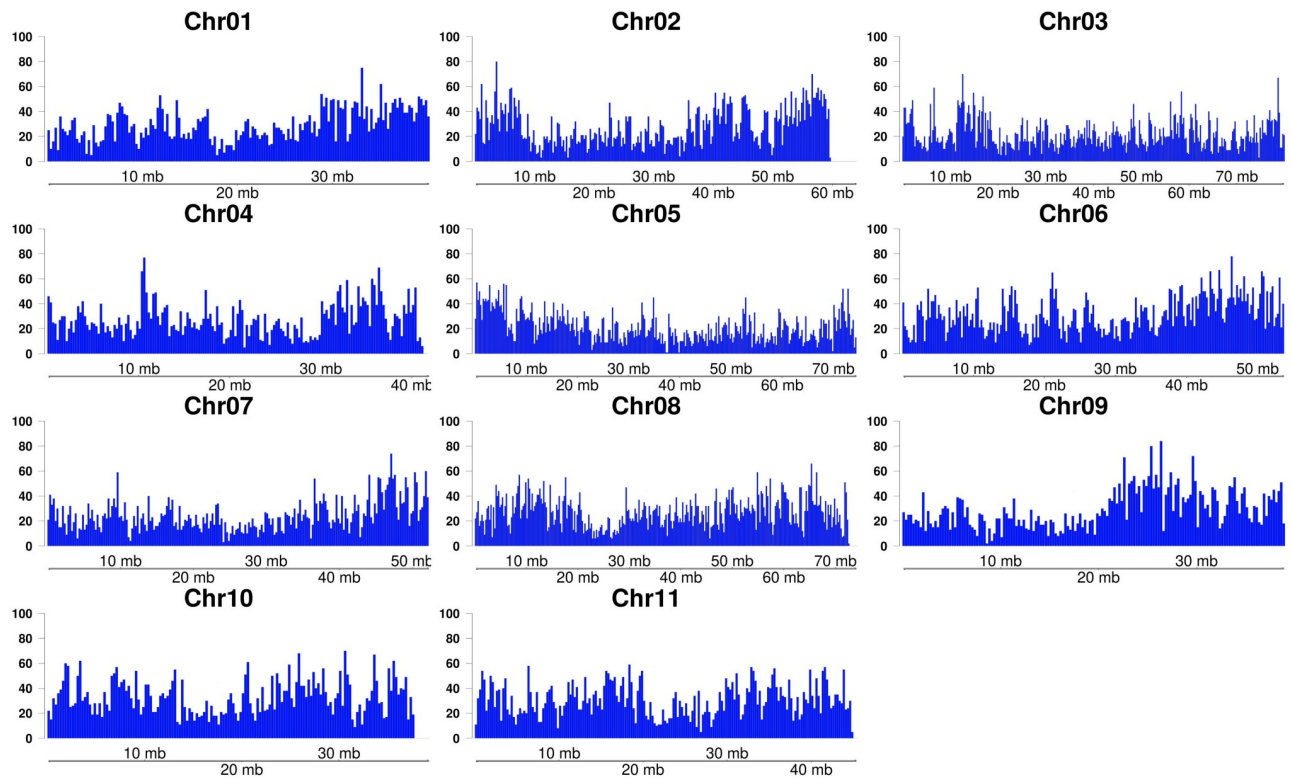 Chr01 Chr02 Chr03
100 100 100
80 80 80
60 60 60
40 40 40
20 20 20
0 0 0
10 mb 30 mb 10 mb 30 mb 50 mb 10 mb 30 mb 50 mb 70 mb
20 mb 20 mb 40 mb 60 mb 20 mb 40 mb 60 mb
Chr04 Chr05 Chr06
100 100 100
80 80 80
60 60 60
40 40 40
20 20 20
0 0 0
10 mb 30 mb 10 mb 30 mb 50 mb 70 mb 10 mb 30 mb 50 mb
20 mb 40 mb 20 mb 40 mb 60 mb 20 mb 40 mb
Chr07 Chr08 Chr09
100 100 100
80 80 80
60 60 60
40 40 40
20 20 20
0 0 0
10 mb 30 mb 50 mb 10 mb 30 mb 50 mb 70 mb 10 mb 30 mb
20 mb 40 mb 20 mb 40 mb 60 mb 20 mb
Chr10 Chr11
100 100
80 80
60 60
40 40
20 20
0 0
10 mb 30 mb 10 mb 30 mb
20 mb 20 mb 40 mb